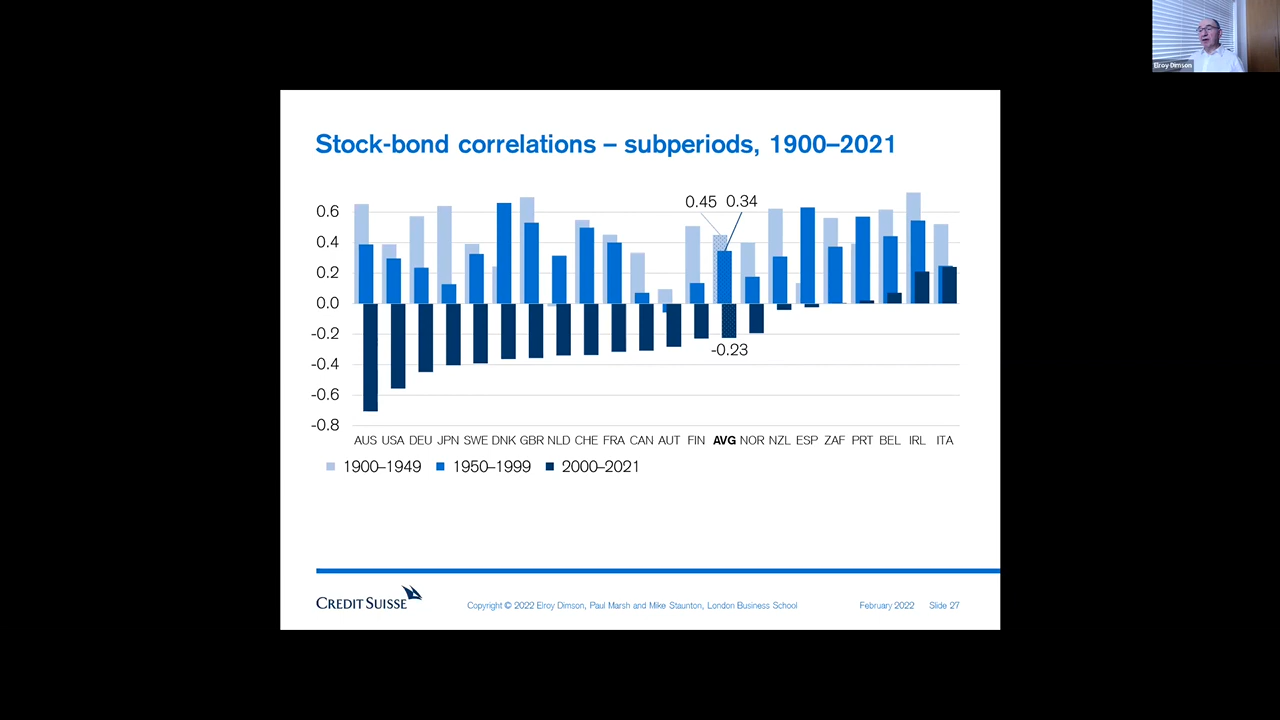 Elroy Dimson
Stock-bond correlations – subperiods, 1900–2021
0.45 0.34
0.6
0.4
0.2
0.0
-0.2
-0.23
-0.4
-0.6
-0.8
AUS USA DEU JPN SWE DNK GBR NLD CHE FRA CAN AUT FIN AVG NOR NZL ESP ZAF PRT BEL IRL ITA
1900–1949 1950–1999 2000–2021
CREDIT SUISSE Copyright © 2022 Elroy Dimson, Paul Marsh and Mike Staunton, London Business School February 2022 Slide 27